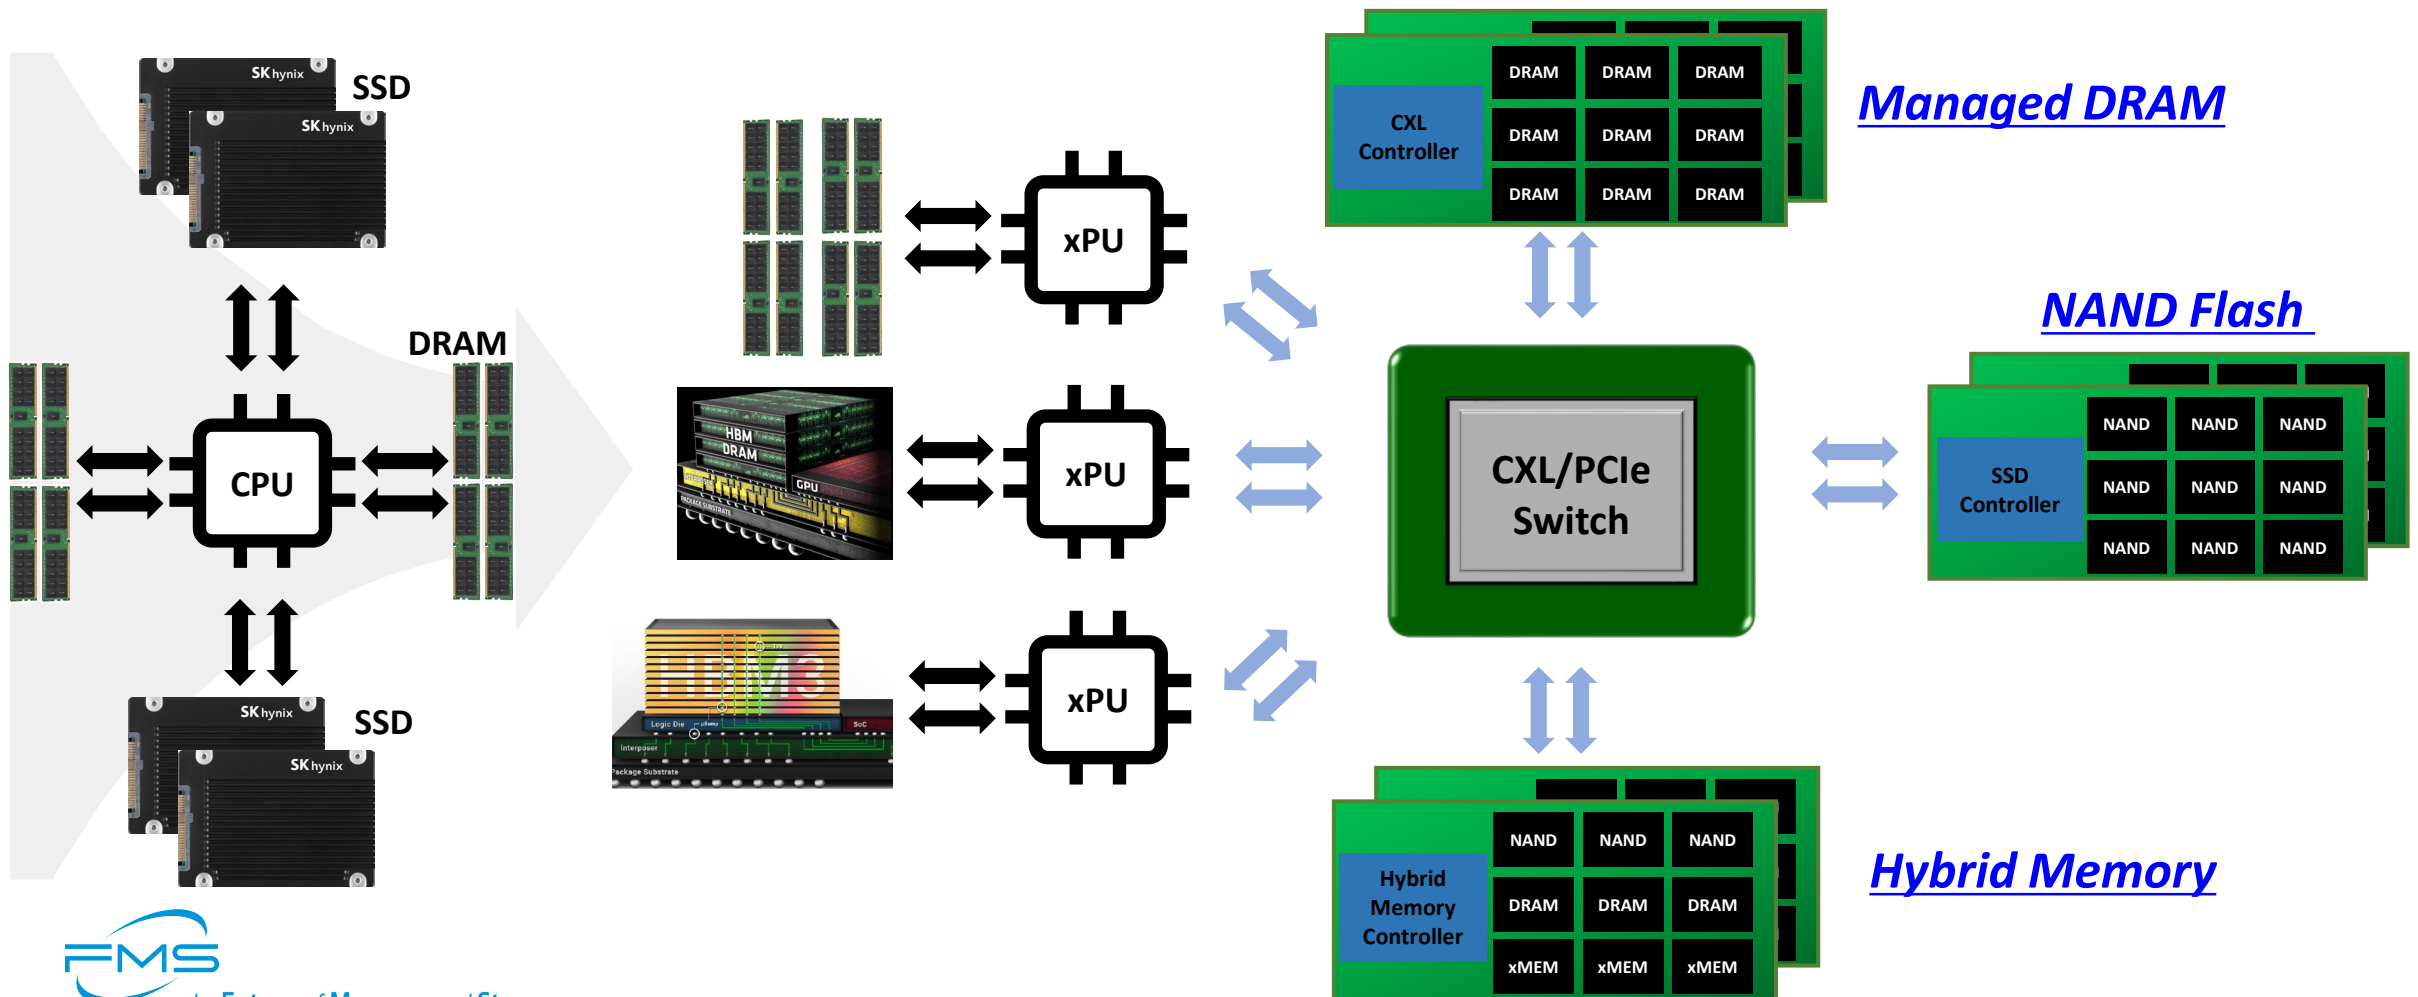 SK hynix
SSD
SK hynix
DRAM
CPU
SK hynix
SSD
SK hynix
xPU
HBM
DRAM
GPU
PACKAGE SUBSTRATE
xPU
HBM3
Logic Die
SoC
Interposer
Package Substrate
xPU
CXL/PCIe
Switch
CXL
Controller
DRAM DRAM DRAM
DRAM DRAM DRAM
DRAM DRAM DRAM
Managed DRAM
NAND Flash
SSD
Controller
NAND NAND NAND
NAND NAND NAND
NAND NAND NAND
Hybrid
Memory
Controller
NAND NAND NAND
DRAM DRAM DRAM
xMEM xMEM xMEM
Hybrid Memory
FMS